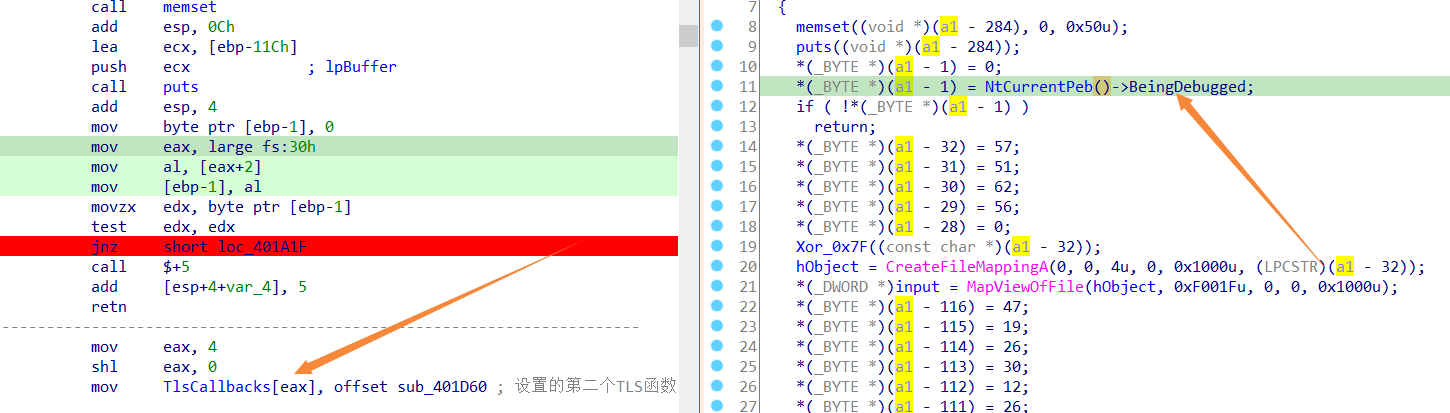 call memset
add esp, 0Ch
lea ecx, [ebp-11Ch]
push ecx ; lpBuffer
call puts
add esp, 4
mov byte ptr [ebp-1], 0
mov eax, large fs:30h
mov al, [eax+2]
mov [ebp-1], al
movzx edx, byte ptr [ebp-1]
test edx, edx
jnz short loc_401A1F
call $+5
add [esp+4+var_4], 5
retn
mov eax, 4
shl eax, 0
mov TlsCallbacks[eax], offset sub_401D60 ; 设置的第二个TLS函数
7 {
8 memset((void *)(a1 - 284), 0, 0x50u);
9 puts((void *)(a1 - 284));
10 *(_BYTE *)(a1 - 1) = 0;
11 *(_BYTE *)(a1 - 1) = NtCurrentPeb()->BeingDebugged;
12 if ( !*(_BYTE *)(a1 - 1) )
13 return;
14 *(_BYTE *)(a1 - 32) = 57;
15 *(_BYTE *)(a1 - 31) = 51;
16 *(_BYTE *)(a1 - 30) = 62;
17 *(_BYTE *)(a1 - 29) = 56;
18 *(_BYTE *)(a1 - 28) = 0;
19 Xor_0x7F((const char *)(a1 - 32));
20 hObject = CreateFileMappingA(0, 0, 4u, 0, 0x1000u, (LPCSTR)(a1 - 32));
21 *(_DWORD *)input = MapViewOfFile(hObject, 0xF001Fu, 0, 0, 0x1000u);
22 *(_BYTE *)(a1 - 116) = 47;
23 *(_BYTE *)(a1 - 115) = 19;
24 *(_BYTE *)(a1 - 114) = 26;
25 *(_BYTE *)(a1 - 113) = 30;
26 *(_BYTE *)(a1 - 112) = 12;
27 *(_BYTE *)(a1 - 111) = 26;